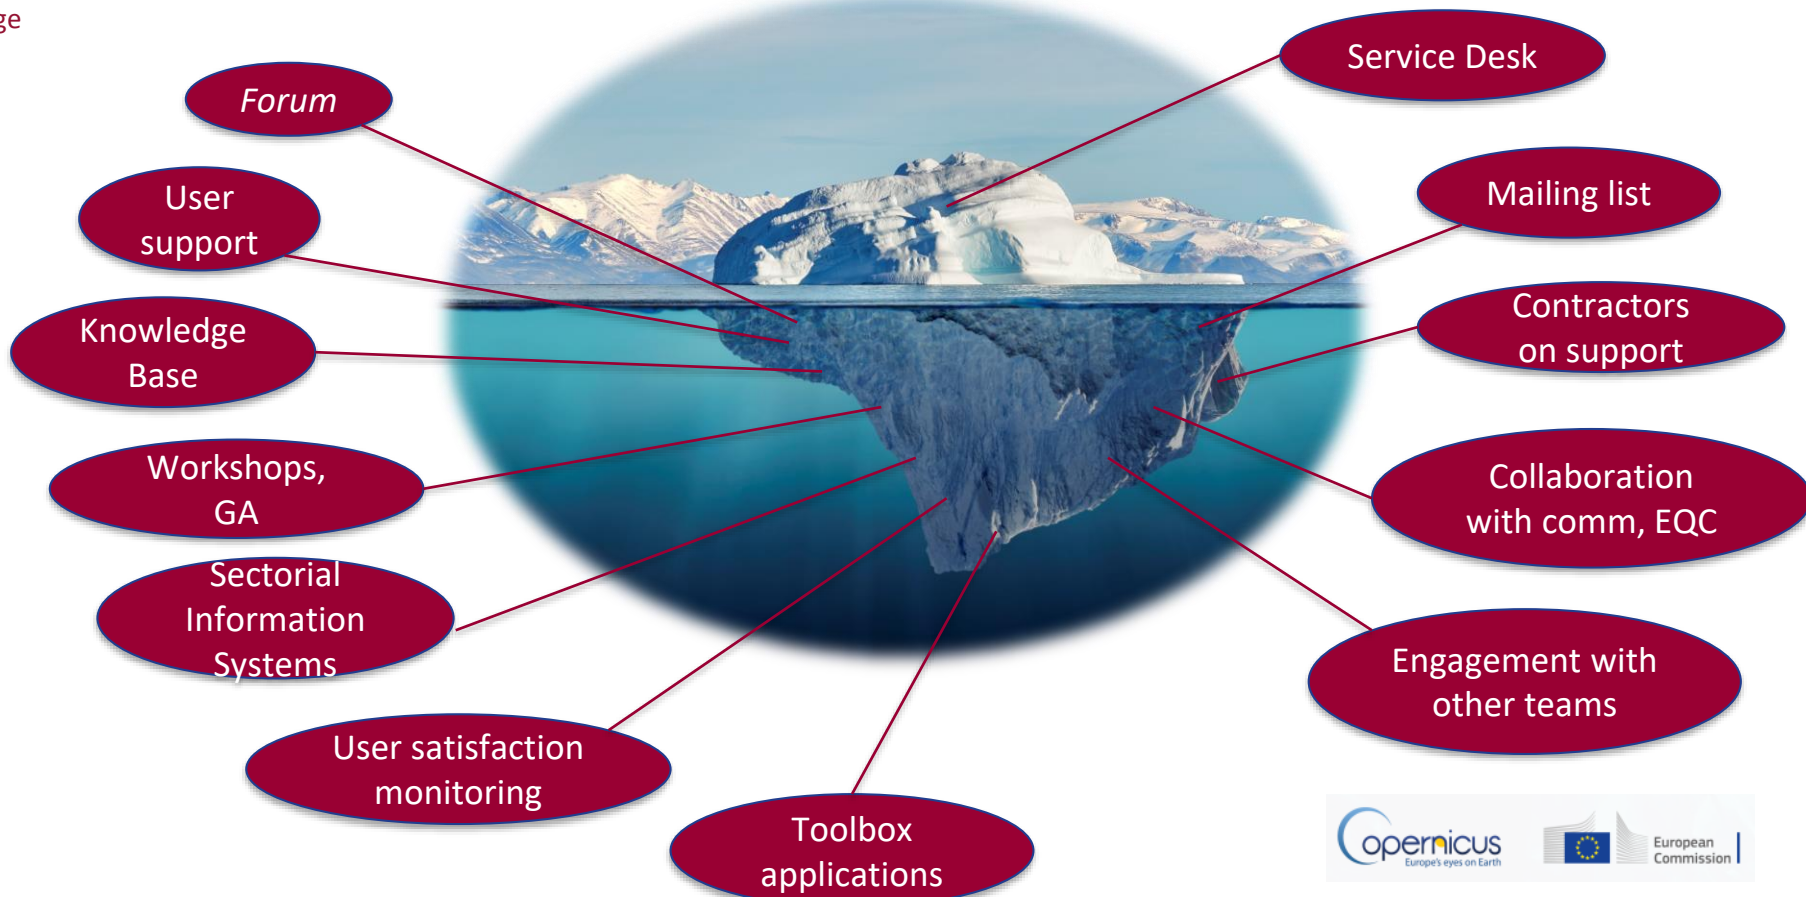 ge
Service Desk
Forum
Mailing list
User
support
Contractors
on support
Knowledge
Base
Workshops,
GA
Collaboration
with comm, EQC
Sectorial
Information
Systems
Engagement with
other teams
User satisfaction
monitoring
Toolbox
applications
Copernicus
Europe's eyes on Earth
European
Commission